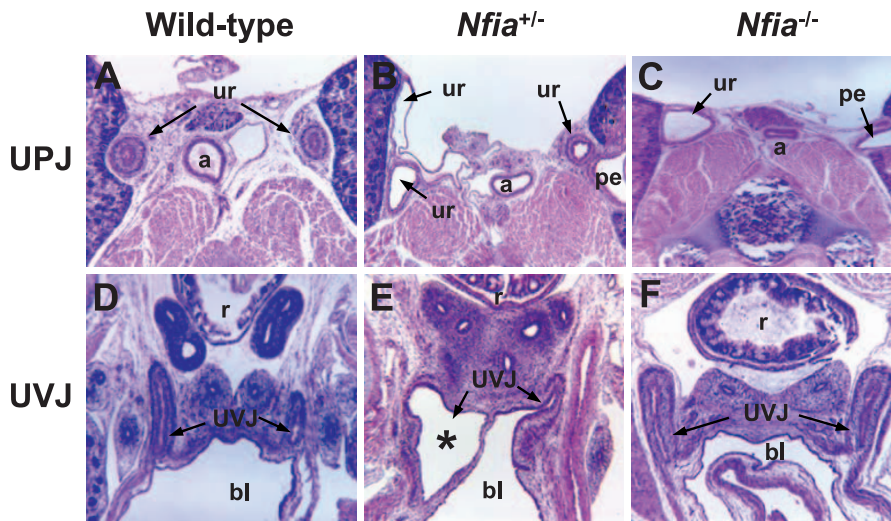 Wild-type Nfia+/- Nfia-/-
UPJ
A ur a
B ur ur a ur pe
C ur pe a
UVJ
D r UVJ bl
E r UVJ * bl
F r UVJ bl